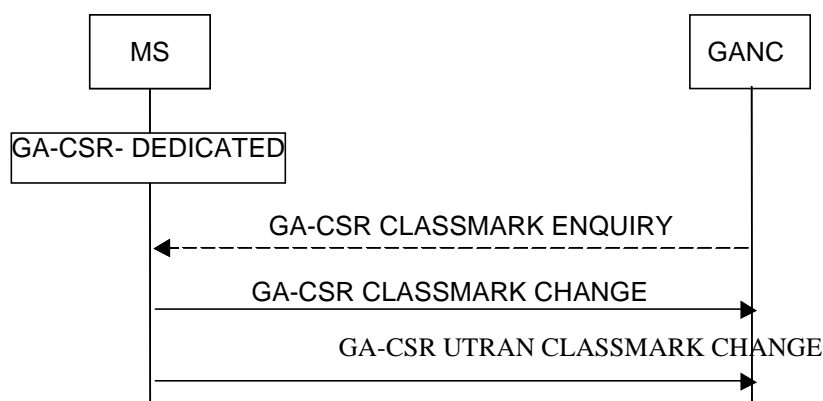 MS
GANC
GA-CSR- DEDICATED
GA-CSR CLASSMARK ENQUIRY
GA-CSR CLASSMARK CHANGE
GA-CSR UTRAN CLASSMARK CHANGE